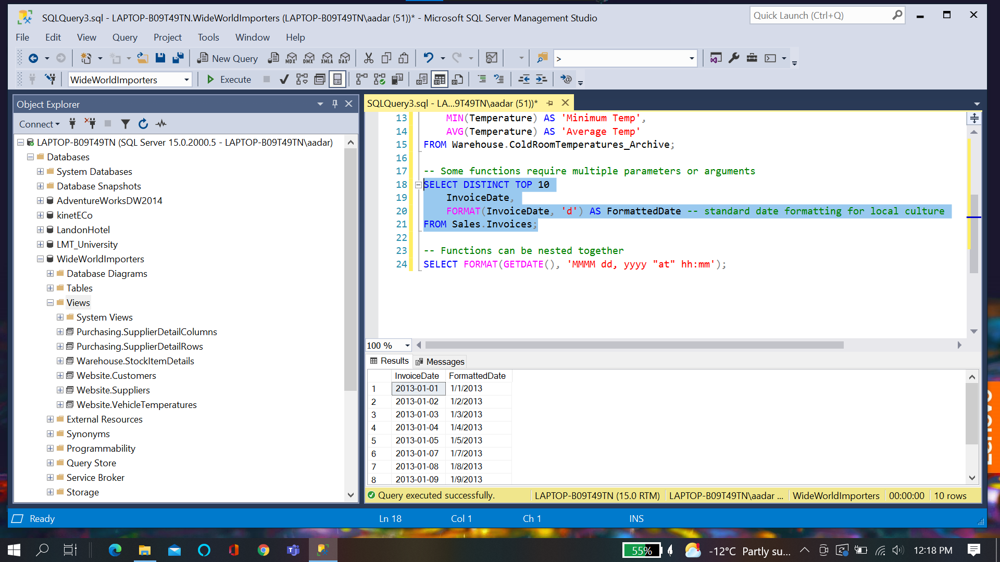 SQLQuery3.sql - LAPTOP-B09T49TN.WideWorldImporters (LAPTOP-B09T49TN\aadar (51))* - Microsoft SQL Server Management Studio
Quick Launch (Ctrl+Q)
File Edit View Query Project Tools Window Help
New Query MDX DMX XMLA DAX >
WideWorldImporters Execute
Object Explorer
Connect
LAPTOP-B09T49TN (SQL Server 15.0.2000.5 - LAPTOP-B09T49TN\aadar)
Databases
System Databases
Database Snapshots
AdventureWorksDW2014
kinetECo
LandonHotel
LMT_University
WideWorldImporters
Database Diagrams
Tables
Views
System Views
Purchasing.SupplierDetailColumns
Purchasing.SupplierDetailRows
Warehouse.StockItemDetails
Website.Customers
Website.Suppliers
Website.VehicleTemperatures
External Resources
Synonyms
Programmability
Query Store
Service Broker
Storage
SQLQuery3.sql - LA...9T49TN\aadar (51))*
13 MIN(Temperature) AS 'Minimum Temp',
14 AVG(Temperature) AS 'Average Temp'
15 FROM Warehouse.ColdRoomTemperatures_Archive;
16
17 -- Some functions require multiple parameters or arguments
18 SELECT DISTINCT TOP 10
19 InvoiceDate,
20 FORMAT(InvoiceDate, 'd') AS FormattedDate -- standard date formatting for local culture
21 FROM Sales.Invoices;
22
23 -- Functions can be nested together
24 SELECT FORMAT(GETDATE(), 'MMMM dd, yyyy "at" hh:mm');
100 %
Results Messages
InvoiceDate FormattedDate
1 2013-01-01 1/1/2013
2 2013-01-02 1/2/2013
3 2013-01-03 1/3/2013
4 2013-01-04 1/4/2013
5 2013-01-05 1/5/2013
6 2013-01-07 1/7/2013
7 2013-01-08 1/8/2013
8 2013-01-09 1/9/2013
Query executed successfully. LAPTOP-B09T49TN (15.0 RTM) LAPTOP-B09T49TN\aadar ... WideWorldImporters 00:00:00 10 rows
Ready Ln 18 Col 1 Ch 1 INS
Lenovo
55% -12°C Partly su... 12:18 PM